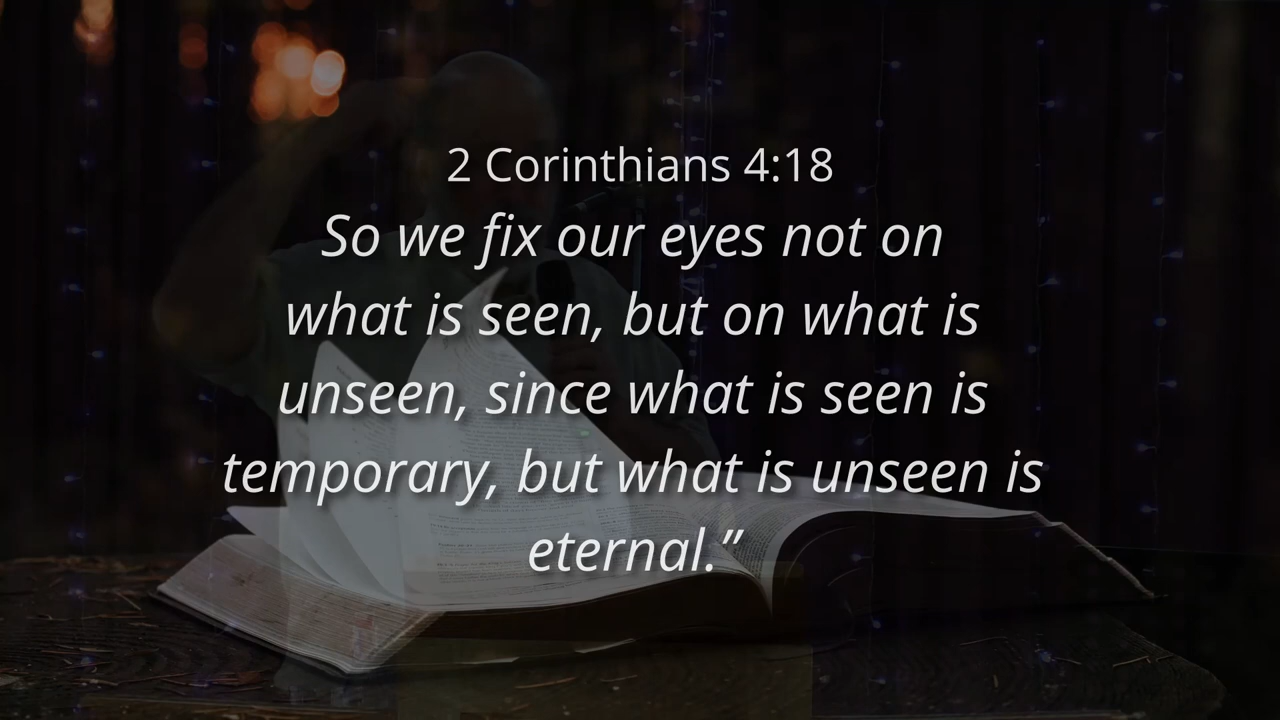 2 Corinthians 4:18
So we fix our eyes not on
what is seen, but on what is
unseen, since what is seen is
temporary, but what is unseen is
eternal.”